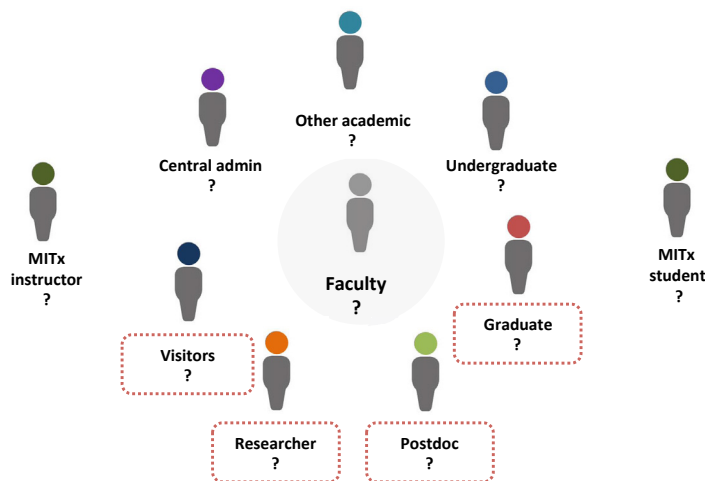 Other academic
?
Central admin
?
Undergraduate
?
MITx
instructor
?
Faculty
?
MITx
student
?
Visitors
?
Graduate
?
Researcher
?
Postdoc
?